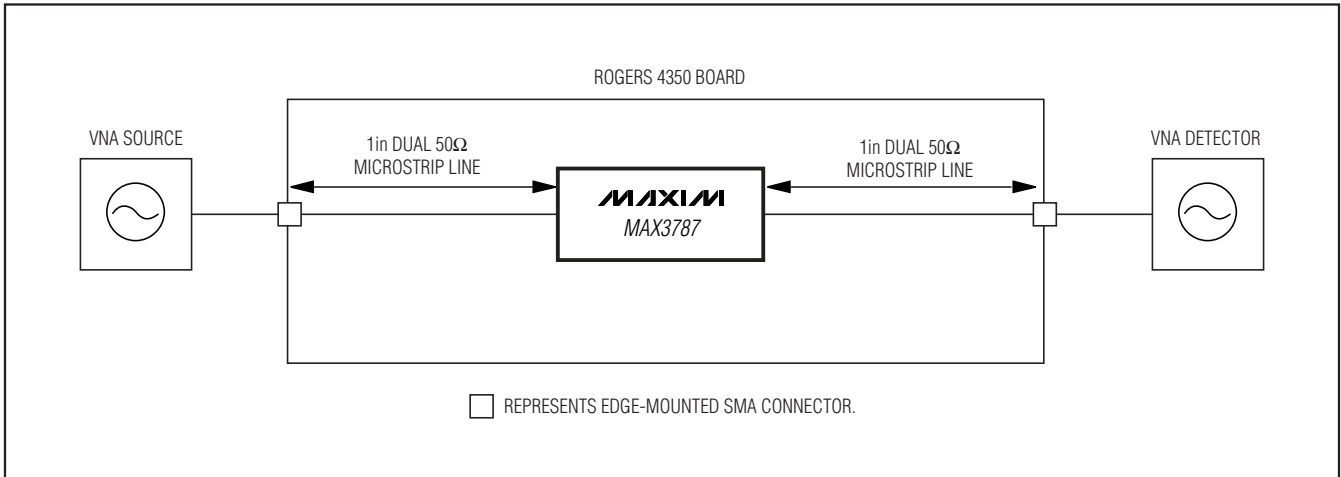 ROGERS 4350 BOARD
VNA SOURCE
1in DUAL 50Ω
MICROSTRIP LINE
1in DUAL 50Ω
MICROSTRIP LINE
VNA DETECTOR
MAXIM
MAX3787
REPRESENTS EDGE-MOUNTED SMA CONNECTOR.